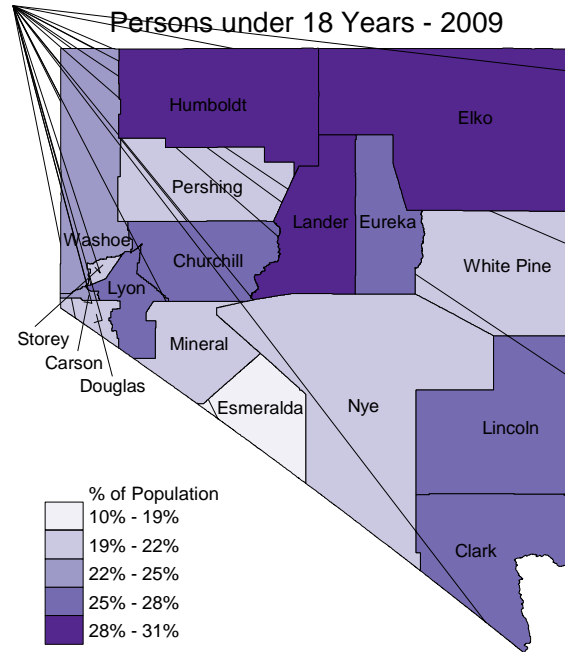 Persons under 18 Years - 2009
Humboldt
Elko
Pershing
Lander
Eureka
Washoe
Churchill
White Pine
Lyon
Storey
Mineral
Carson
Douglas
Esmeralda
Nye
Lincoln
Clark
% of Population
10% - 19%
19% - 22%
22% - 25%
25% - 28%
28% - 31%